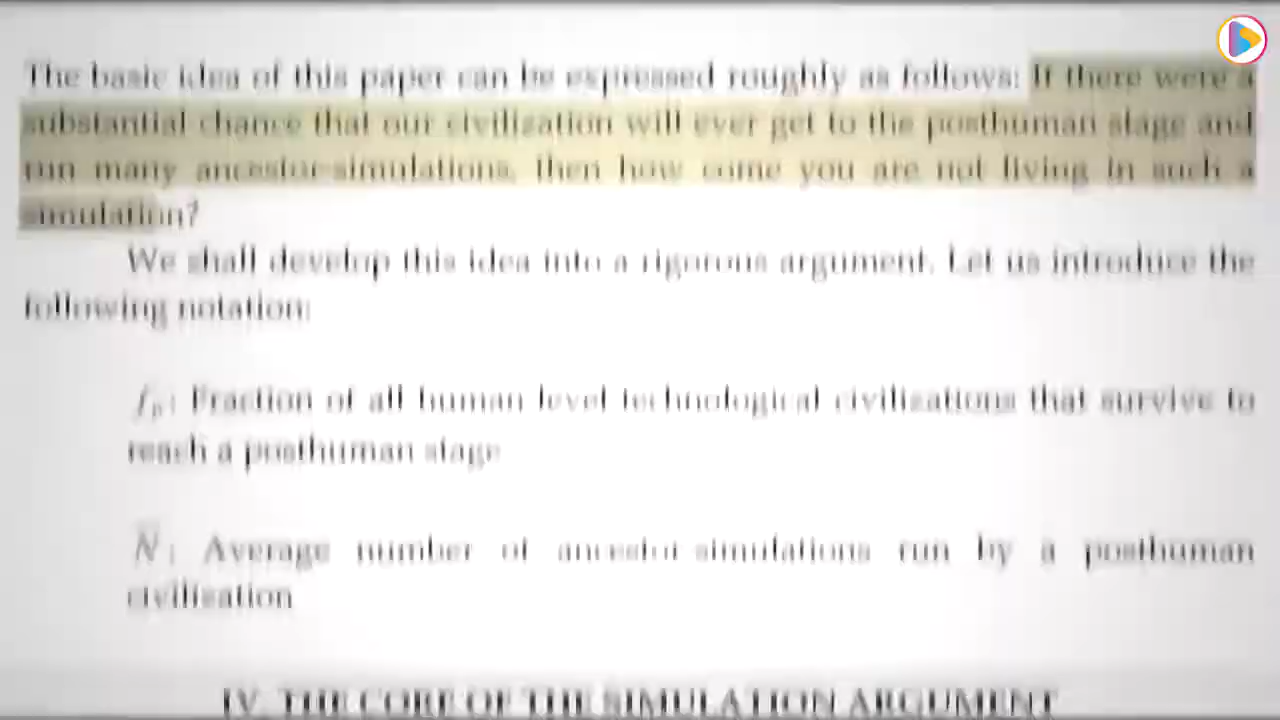 The basic idea of this paper can be expressed roughly as follows: If there were a
substantial chance that our civilization will ever get to the posthuman stage and
run many ancestor-simulations, then how come you are not living in such a
simulation?
We shall develop this idea into a rigorous argument. Let us introduce the
following notation:
fp: Fraction of all human level technological civilizations that survive to
reach a posthuman stage
N̄: Average number of ancestor-simulations run by a posthuman
civilization
IV. THE CORE OF THE SIMULATION ARGUMENT